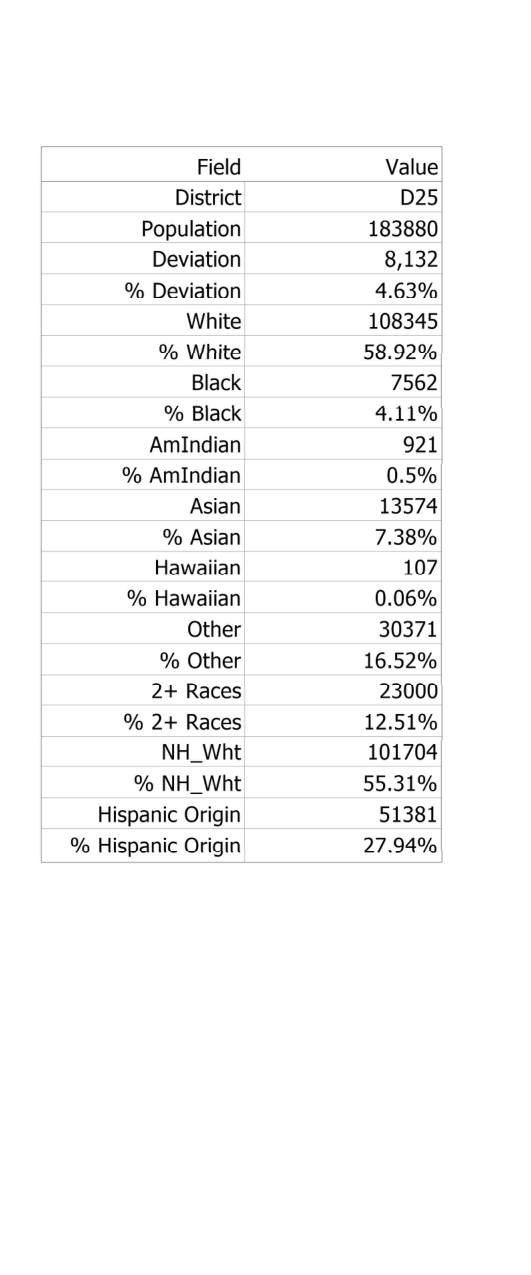 Field Value
District D25
Population 183880
Deviation 8,132
% Deviation 4.63%
White 108345
% White 58.92%
Black 7562
% Black 4.11%
AmIndian 921
% AmIndian 0.5%
Asian 13574
% Asian 7.38%
Hawaiian 107
% Hawaiian 0.06%
Other 30371
% Other 16.52%
2+ Races 23000
% 2+ Races 12.51%
NH_Wht 101704
% NH_Wht 55.31%
Hispanic Origin 51381
% Hispanic Origin 27.94%